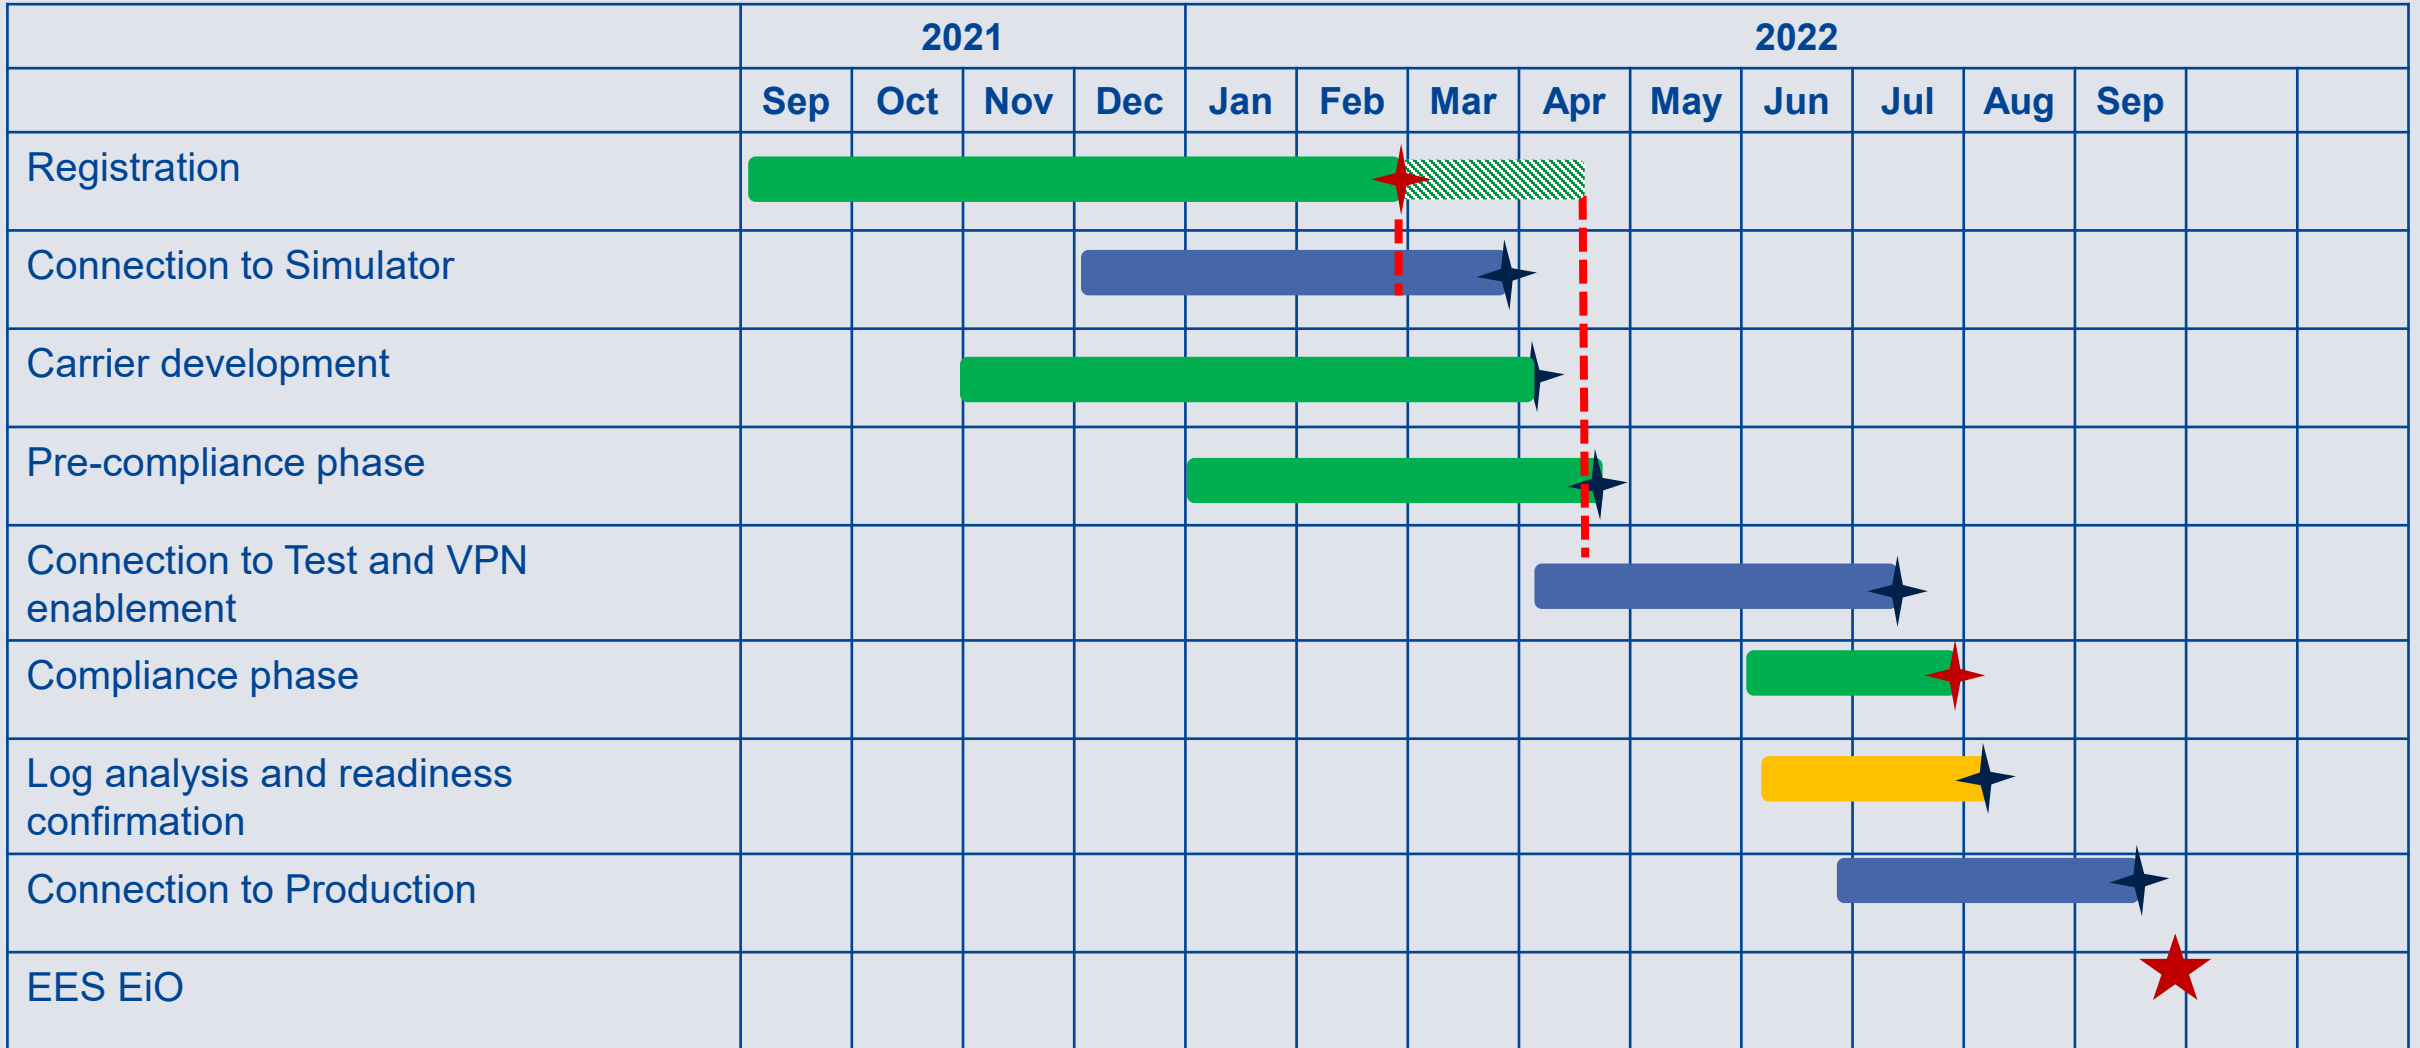 2021 2022
Sep Oct Nov Dec Jan Feb Mar Apr May Jun Jul Aug Sep
Registration
Connection to Simulator
Carrier development
Pre-compliance phase
Connection to Test and VPN
enablement
Compliance phase
Log analysis and readiness
confirmation
Connection to Production
EES EiO